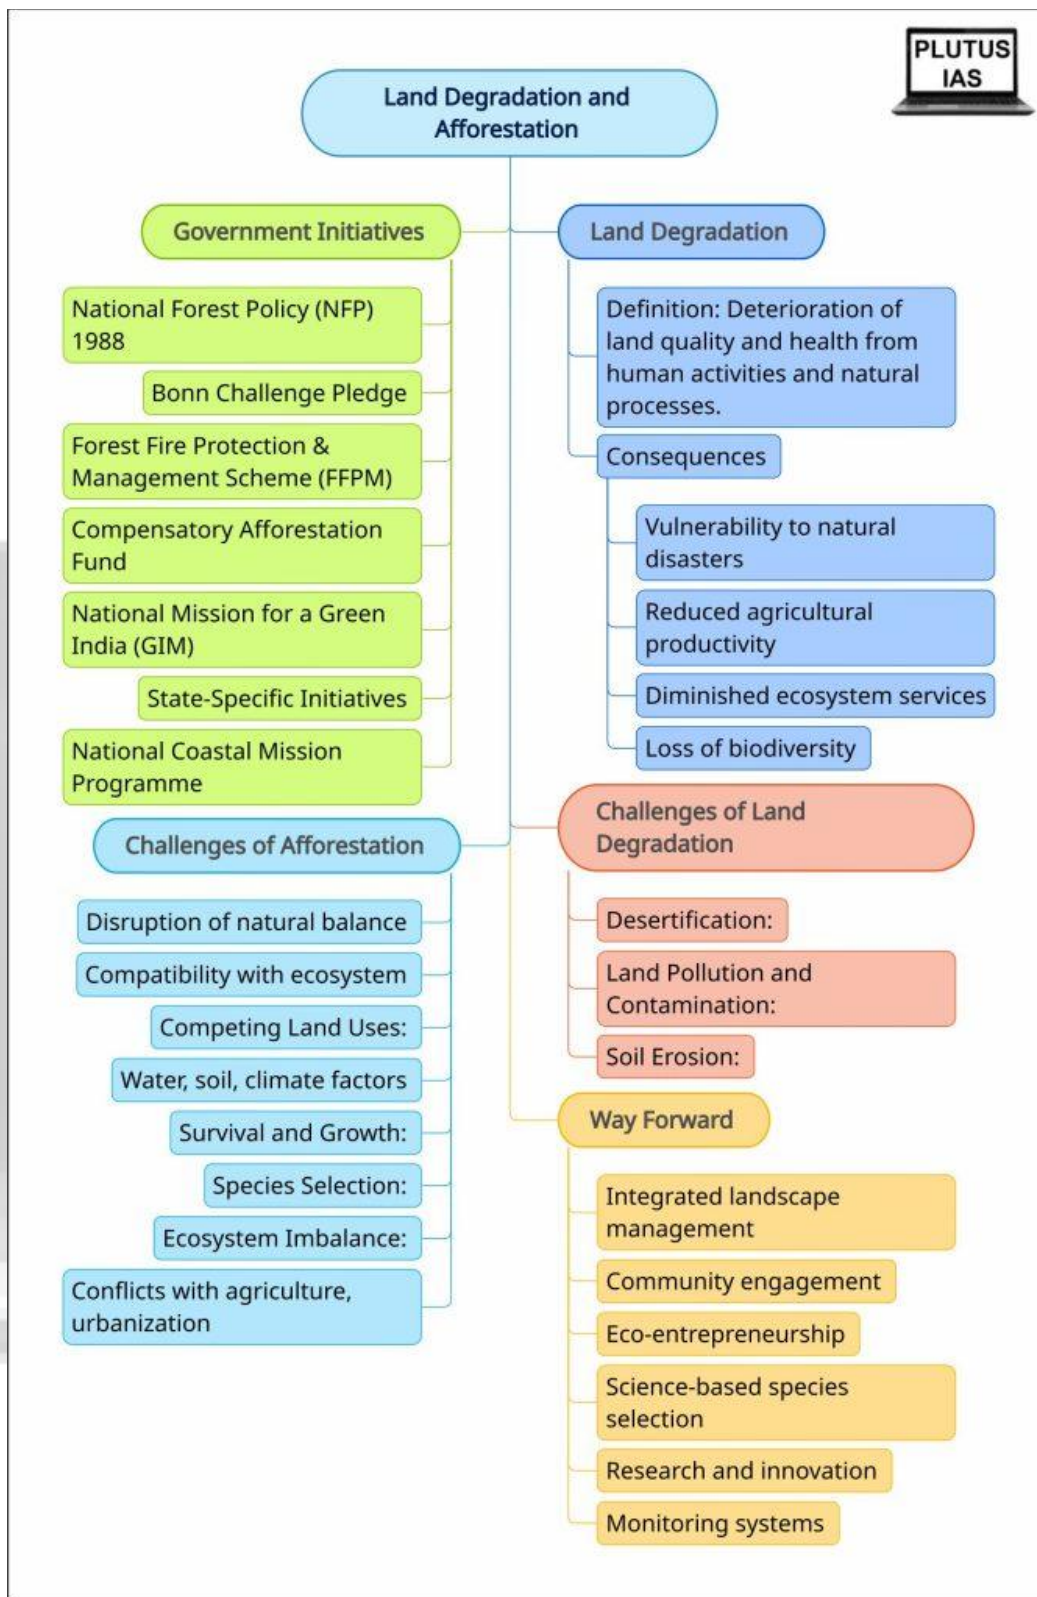 PLUTUS
IAS
Land Degradation and
Afforestation
Government Initiatives
National Forest Policy (NFP)
1988
Bonn Challenge Pledge
Forest Fire Protection &
Management Scheme (FFPM)
Compensatory Afforestation
Fund
National Mission for a Green
India (GIM)
State-Specific Initiatives
National Coastal Mission
Programme
Land Degradation
Definition: Deterioration of
land quality and health from
human activities and natural
processes.
Consequences
Vulnerability to natural
disasters
Reduced agricultural
productivity
Diminished ecosystem services
Loss of biodiversity
Challenges of Afforestation
Disruption of natural balance
Compatibility with ecosystem
Competing Land Uses:
Water, soil, climate factors
Survival and Growth:
Species Selection:
Ecosystem Imbalance:
Conflicts with agriculture,
urbanization
Challenges of Land
Degradation
Desertification:
Land Pollution and
Contamination:
Soil Erosion:
Way Forward
Integrated landscape
management
Community engagement
Eco-entrepreneurship
Science-based species
selection
Research and innovation
Monitoring systems